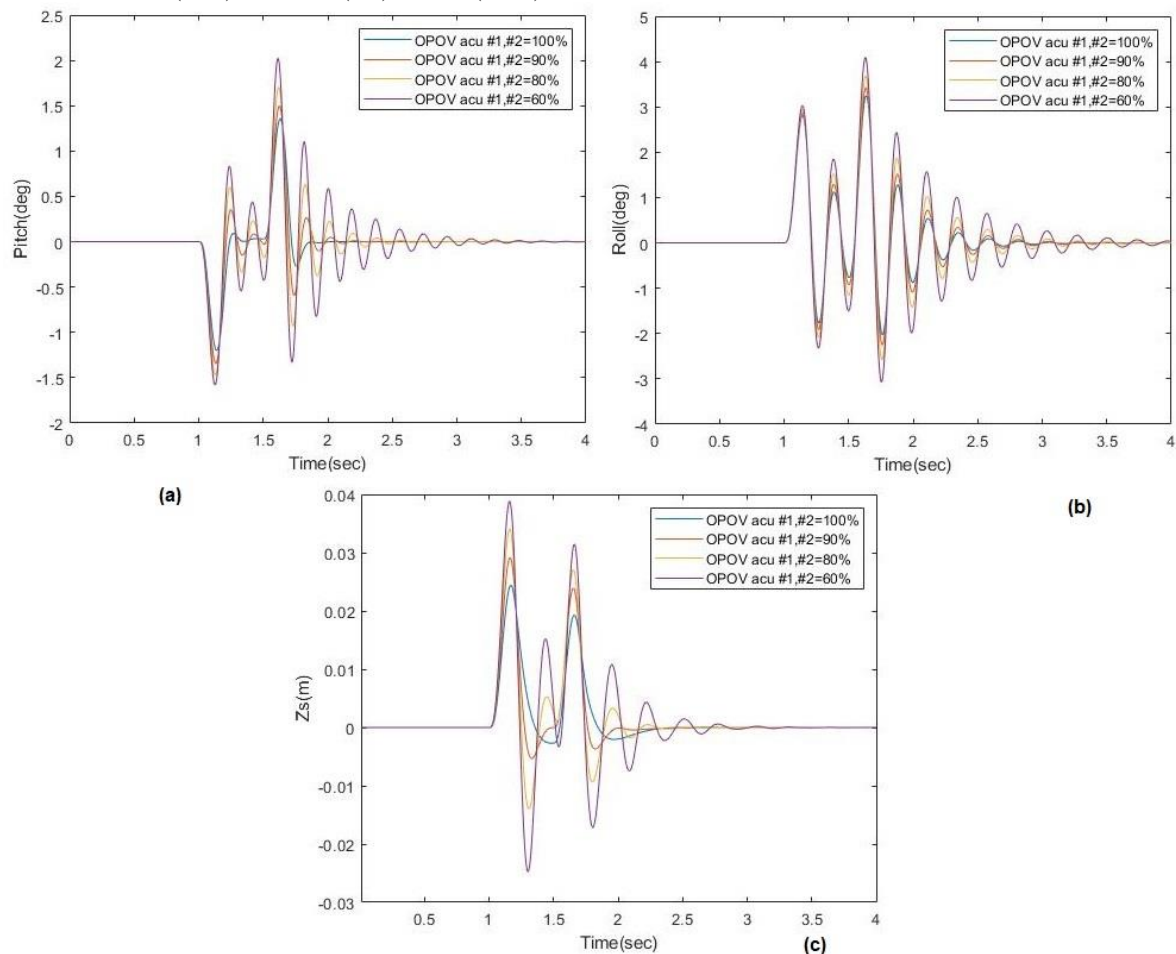 2.5
2
1.5
1
0.5
0
-0.5
-1
-1.5
-2
Pitch(deg)
OPOV acu #1,#2=100%
OPOV acu #1,#2=90%
OPOV acu #1,#2=80%
OPOV acu #1,#2=60%
0 0.5 1 1.5 2 2.5 3 3.5 4
Time(sec)
(a)
5
4
3
2
1
0
-1
-2
-3
-4
Roll(deg)
OPOV acu #1,#2=100%
OPOV acu #1,#2=90%
OPOV acu #1,#2=80%
OPOV acu #1,#2=60%
0 0.5 1 1.5 2 2.5 3 3.5 4
Time(sec)
(b)
0.04
0.03
0.02
0.01
0
-0.01
-0.02
-0.03
Zs(m)
OPOV acu #1,#2=100%
OPOV acu #1,#2=90%
OPOV acu #1,#2=80%
OPOV acu #1,#2=60%
0.5 1 1.5 2 2.5 3 3.5 4
Time(sec)
(c)